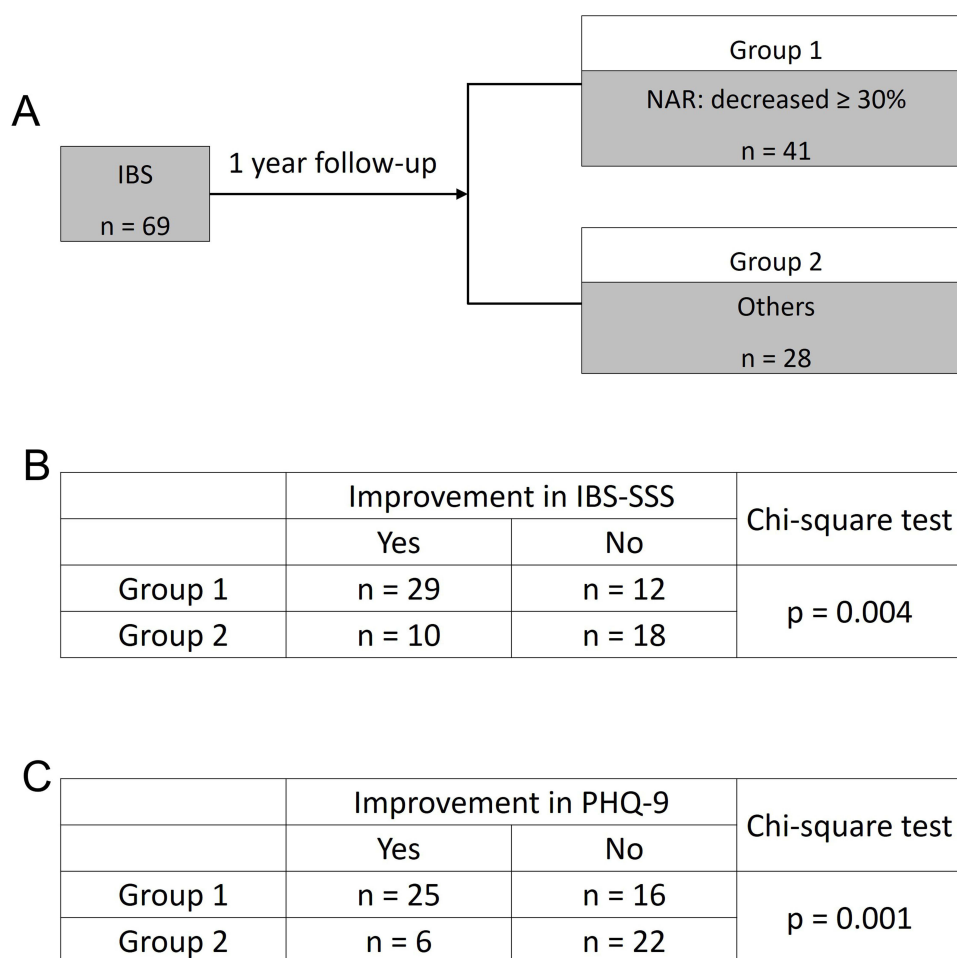 A
IBS
n = 69
1 year follow-up
Group 1
NAR: decreased ≥ 30%
n = 41
Group 2
Others
n = 28
B
Improvement in IBS-SSS
Chi-square test
Yes No
Group 1 n = 29 n = 12
p = 0.004
Group 2 n = 10 n = 18
C
Improvement in PHQ-9
Chi-square test
Yes No
Group 1 n = 25 n = 16
p = 0.001
Group 2 n = 6 n = 22